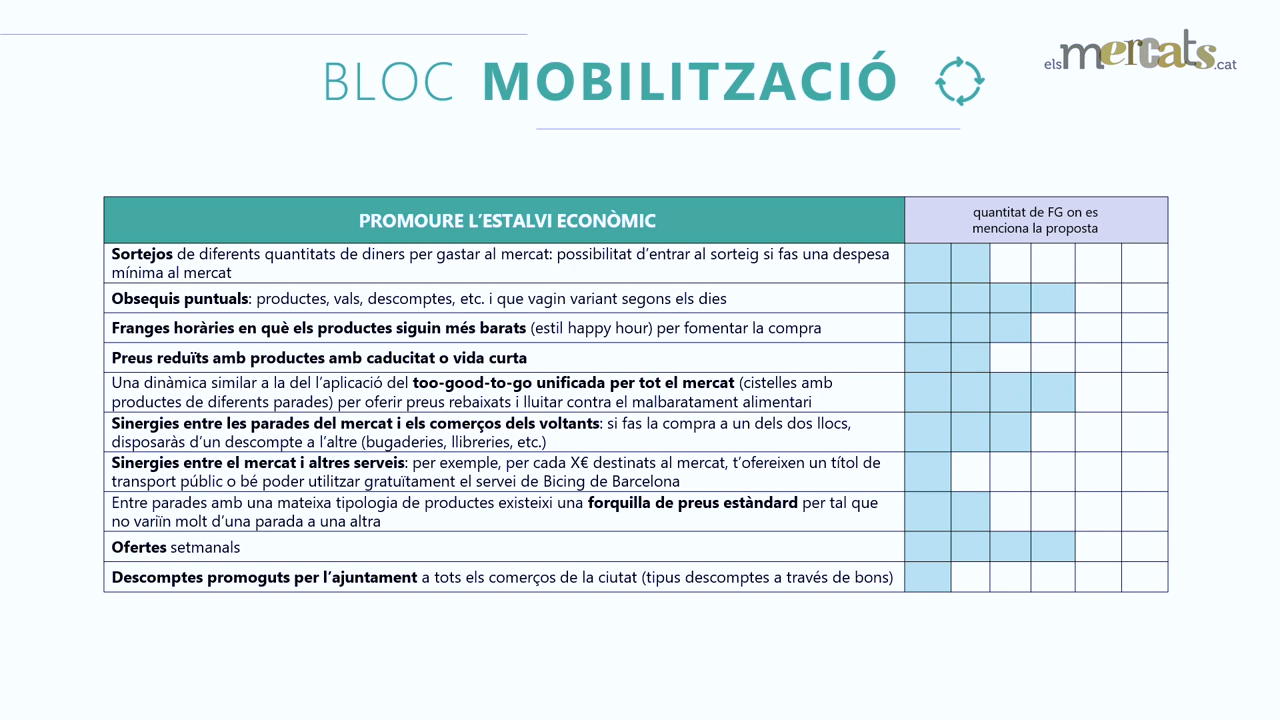 elsmercats.cat
BLOC MOBILITZACIÓ
PROMOURE L’ESTALVI ECONÒMIC
quantitat de FG on es
menciona la proposta
Sortejos de diferents quantitats de diners per gastar al mercat: possibilitat d’entrar al sorteig si fas una despesa
mínima al mercat
Obsequis puntuals: productes, vals, descomptes, etc. i que vagin variant segons els dies
Franges horàries en què els productes siguin més barats (estil happy hour) per fomentar la compra
Preus reduïts amb productes amb caducitat o vida curta
Una dinàmica similar a la del l’aplicació del too-good-to-go unificada per tot el mercat (cistelles amb
productes de diferents parades) per oferir preus rebaixats i lluitar contra el malbaratament alimentari
Sinergies entre les parades del mercat i els comerços dels voltants: si fas la compra a un dels dos llocs,
disposaràs d’un descompte a l’altre (bugaderies, llibreries, etc.)
Sinergies entre el mercat i altres serveis: per exemple, per cada X€ destinats al mercat, t’ofereixen un títol de
transport públic o bé poder utilitzar gratuïtament el servei de Bicing de Barcelona
Entre parades amb una mateixa tipologia de productes existeixi una forquilla de preus estàndard per tal que
no variïn molt d’una parada a una altra
Ofertes setmanals
Descomptes promoguts per l’ajuntament a tots els comerços de la ciutat (tipus descomptes a través de bons)